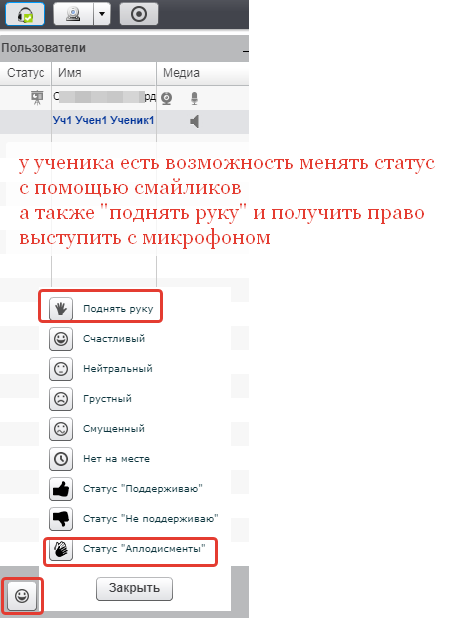 Пользователи
Статус Имя Медиа
Уч1 Учен1 Ученик1
у ученика есть возможность менять статус
с помощью смайликов
а также "поднять руку" и получить право
выступить с микрофоном
Поднять руку
Счастливый
Нейтральный
Грустный
Смущенный
Нет на месте
Статус "Поддерживаю"
Статус "Не поддерживаю"
Статус "Аплодисменты"
Закрыть